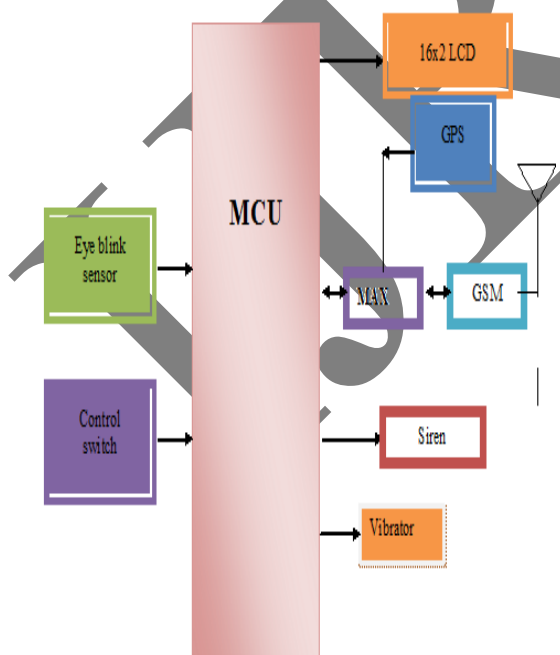 16x2 LCD
GPS
MCU
Eye blink
sensor
MAX
GSM
Control
switch
Siren
Vibrator